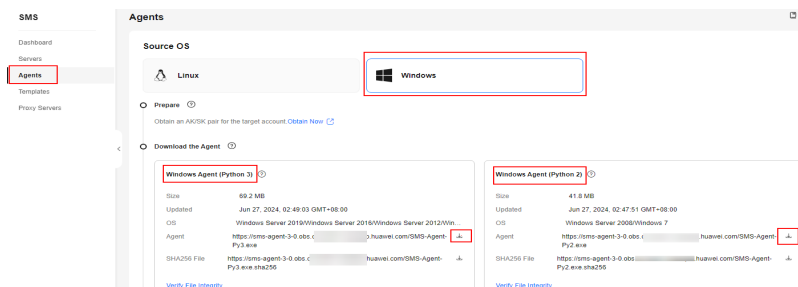 SMS
Agents
Dashboard
Servers
Agents
Templates
Proxy Servers
Source OS
Linux
Windows
Prepare
Obtain an AK/SK pair for the target account.Obtain Now
Download the Agent
Windows Agent (Python 3)
Size 69.2 MB
Updated Jun 27, 2024, 02:49:03 GMT+08:00
OS Windows Server 2019/Windows Server 2016/Windows Server 2012/Win...
Agent https://sms-agent-3-0.obs.c .huawei.com/SMS-Agent-
Py3.exe
SHA256 File https://sms-agent-3-0.obs.c huawei.com/SMS-Agent-
Py3.exe.sha256
Verify File Integrity
Windows Agent (Python 2)
Size 41.8 MB
Updated Jun 27, 2024, 02:47:51 GMT+08:00
OS Windows Server 2008/Windows 7
Agent https://sms-agent-3-0.obs. .huawei.com/SMS-Agent-
Py2.exe
SHA256 File https://sms-agent-3-0.obs huawei.com/SMS-Agent-
Py2.exe.sha256
Verify File Integrity